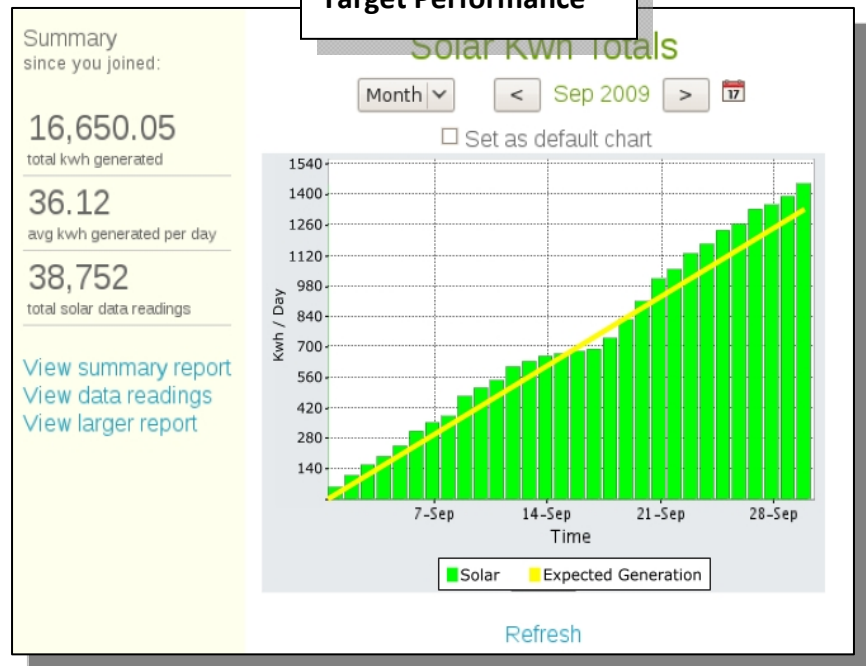 Target Performance
Summary
since you joined:
16,650.05
total kwh generated
36.12
avg kwh generated per day
38,752
total solar data readings
View summary report
View data readings
View larger report
Solar Kwh Totals
Month < Sep 2009 > 17
Set as default chart
1540
1400
1260
1120
980
840
700
560
420
280
140
Kwh / Day
7-Sep 14-Sep 21-Sep 28-Sep
Time
Solar Expected Generation
Refresh